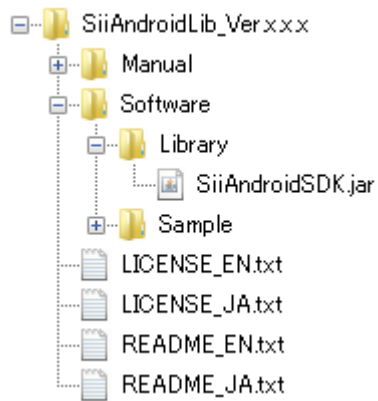 SiiAndroidLib_Ver.x.x.x
Manual
Software
Library
SiiAndroidSDK.jar
Sample
LICENSE_EN.txt
LICENSE_JA.txt
README_EN.txt
README_JA.txt